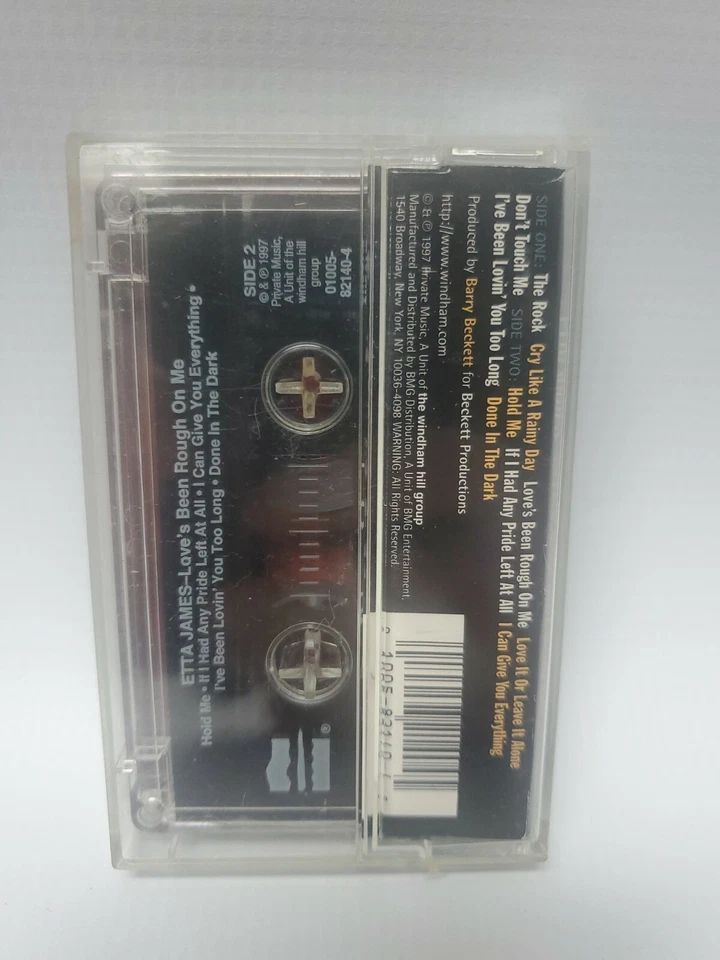 SIDE ONE: The Rock Cry Like A Rainy Day Love's Been Rough On Me Love It Or Leave It Alone
Don't Touch Me SIDE TWO: Hold Me If I Had Any Pride Left At All I Can Give You Everything
I've Been Lovin' You Too Long Done In The Dark
Produced by Barry Beckett for Beckett Productions
http://www.windham.com
© & ℗ 1997 Private Music, A Unit of the windham hill group
Manufactured and Distributed by BMG Distribution, A Unit of BMG Entertainment,
1540 Broadway, New York, NY 10036-4098 WARNING: All Rights Reserved.
SIDE 2
© & ℗ 1997
Private Music,
A Unit of the
windham hill
group
01005-
82140-4
ETTA JAMES–Love's Been Rough On Me
Hold Me • If I Had Any Pride Left At All • I Can Give You Everything •
I've Been Lovin' You Too Long • Done In The Dark
®